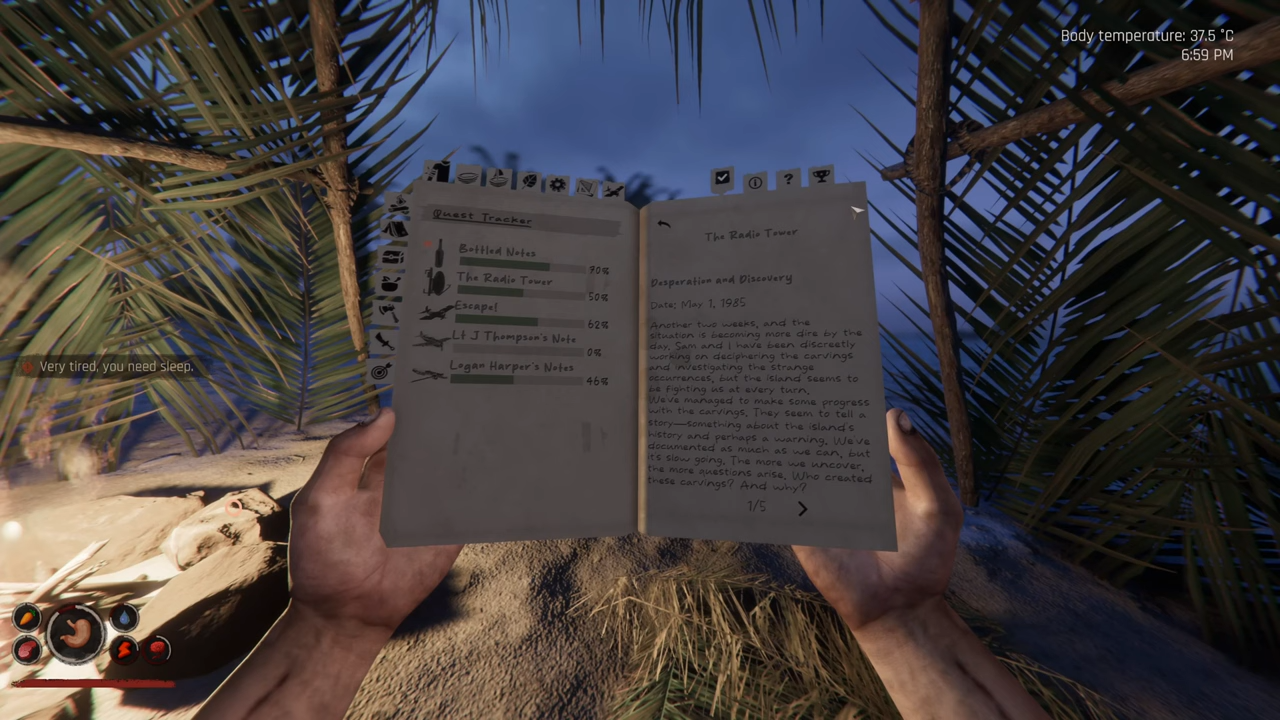 Body temperature: 37.5 °C
6:59 PM
Very tired, you need sleep.
Quest Tracker
Bottled Notes
70%
The Radio Tower
50%
Escape!
62%
Lt J Thompson's Note
0%
Logan Harper's Notes
46%
The Radio Tower
Desperation and Discovery
Date: May 1, 1985
Another two weeks, and the
situation is becoming more dire by the
day. Sam and I have been discreetly
working on deciphering the carvings
and investigating the strange
occurrences, but the island seems to
be fighting us at every turn.
We've managed to make some progress
with the carvings. They seem to tell a
story—something about the island's
history and perhaps a warning. We've
documented as much as we can, but
it's slow going. The more we uncover,
the more questions arise. Who created
these carvings? And why?
1/5